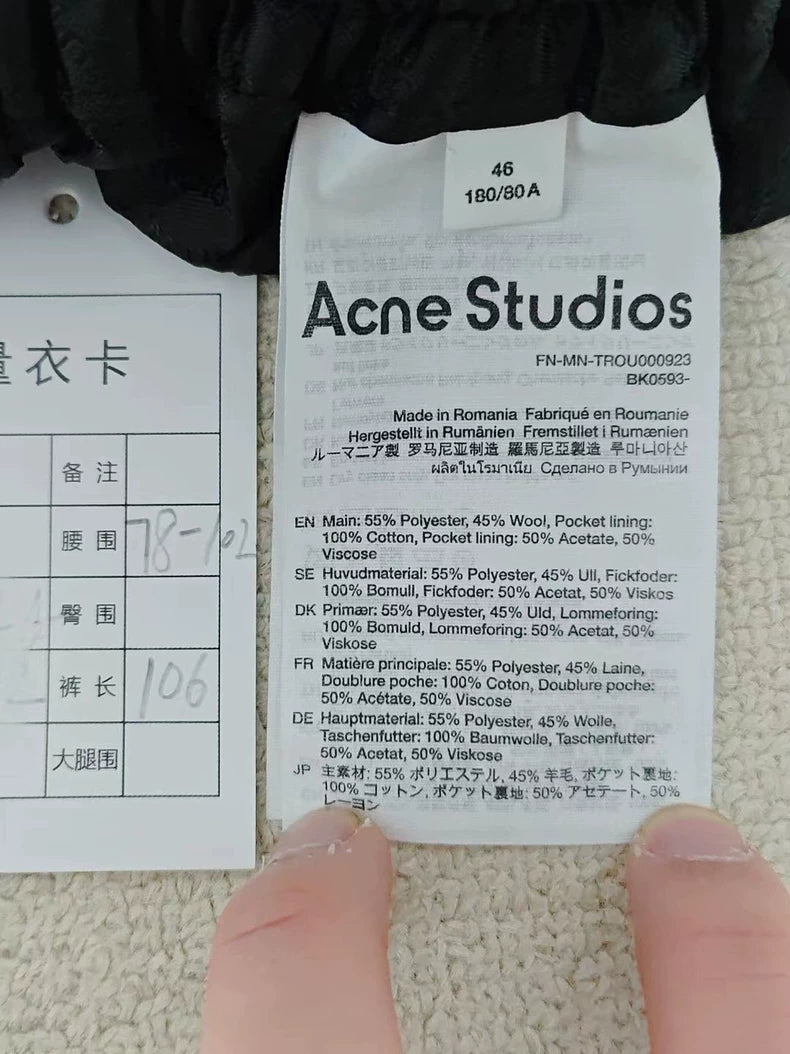 46
180/80A
Acne Studios
FN-MN-TROU000923
BK0593-
Made in Romania Fabriqué en Roumanie
Hergestellt in Rumänien Fremstillet i Rumænien
ルーマニア製 罗马尼亚制造 羅馬尼亞製造 루마니아산
ผลิตในโรมาเนีย Сделано в Румынии
EN Main: 55% Polyester, 45% Wool, Pocket lining:
100% Cotton, Pocket lining: 50% Acetate, 50%
Viscose
SE Huvudmaterial: 55% Polyester, 45% Ull, Fickfoder:
100% Bomull, Fickfoder: 50% Acetat, 50% Viskos
DK Primær: 55% Polyester, 45% Uld, Lommeforing:
100% Bomuld, Lommeforing: 50% Acetat, 50%
Viskose
FR Matière principale: 55% Polyester, 45% Laine,
Doublure poche: 100% Coton, Doublure poche:
50% Acétate, 50% Viscose
DE Hauptmaterial: 55% Polyester, 45% Wolle,
Taschenfutter: 100% Baumwolle, Taschenfutter:
50% Acetat, 50% Viskose
JP 主素材: 55% ポリエステル, 45% 羊毛, ポケット裏地:
100% コットン, ポケット裏地: 50% アセテート, 50%
レーヨン
量衣卡
备注
腰围 78-102
臀围
裤长 106
大腿围